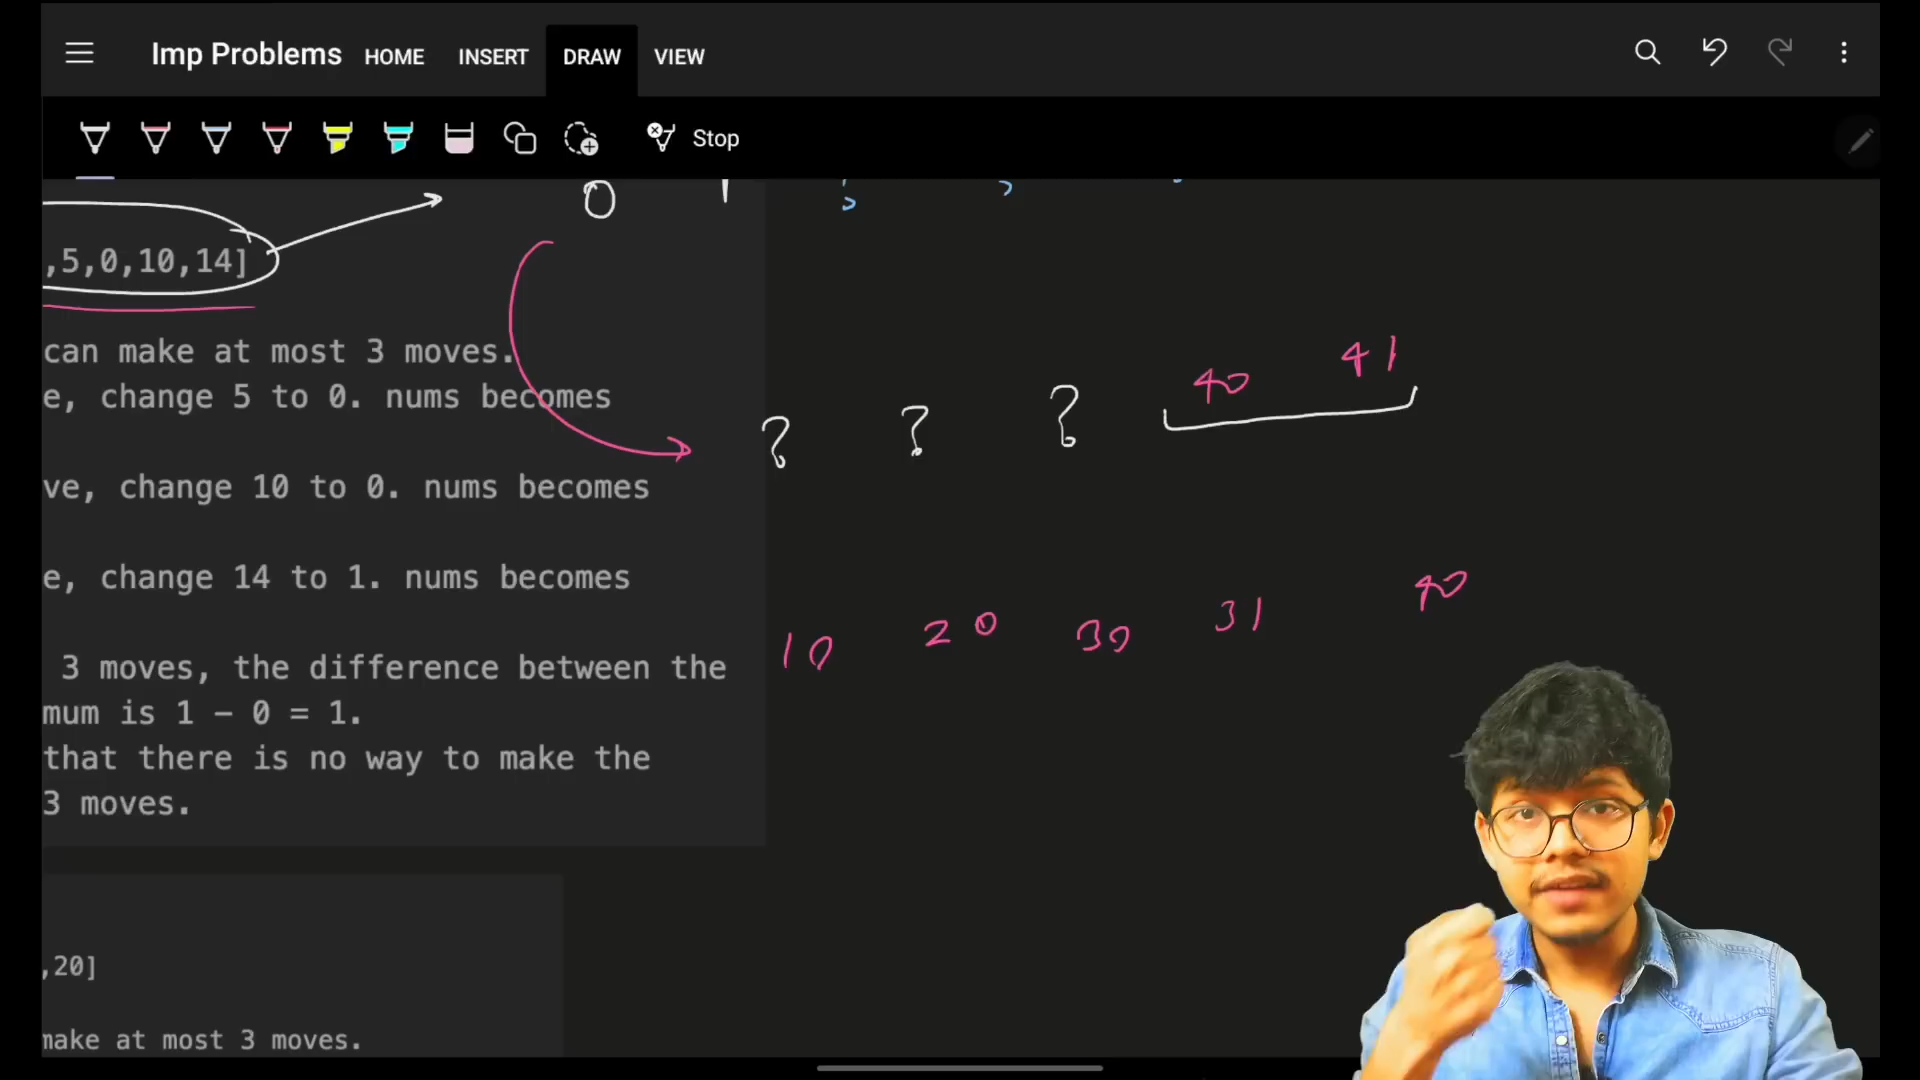 Imp Problems HOME INSERT DRAW VIEW
Stop
0 1
,5,0,10,14]
can make at most 3 moves.
e, change 5 to 0. nums becomes
40 41
? ? ?
ve, change 10 to 0. nums becomes
e, change 14 to 1. nums becomes
10 20 30 31 40
3 moves, the difference between the
mum is 1 - 0 = 1.
that there is no way to make the
3 moves.
,20]
make at most 3 moves.